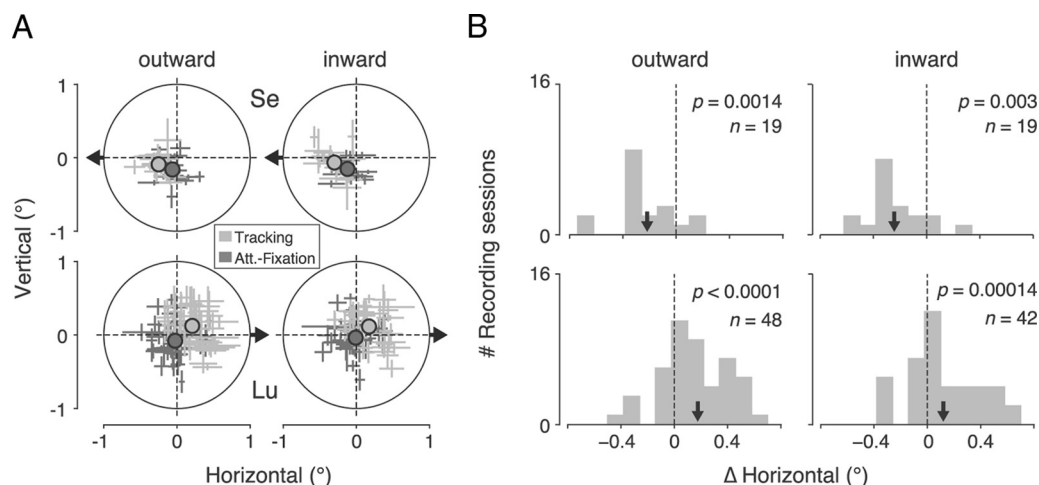 A
B
outward
inward
outward
inward
1
0
-1
Se
16
0
p = 0.0014
n = 19
p = 0.003
n = 19
Tracking
Att.-Fixation
Vertical (°)
# Recording sessions
1
0
-1
Lu
16
0
p < 0.0001
n = 48
p = 0.00014
n = 42
-1
0
1
-1
0
1
−0.4
0
0.4
−0.4
0
0.4
Horizontal (°)
Δ Horizontal (°)